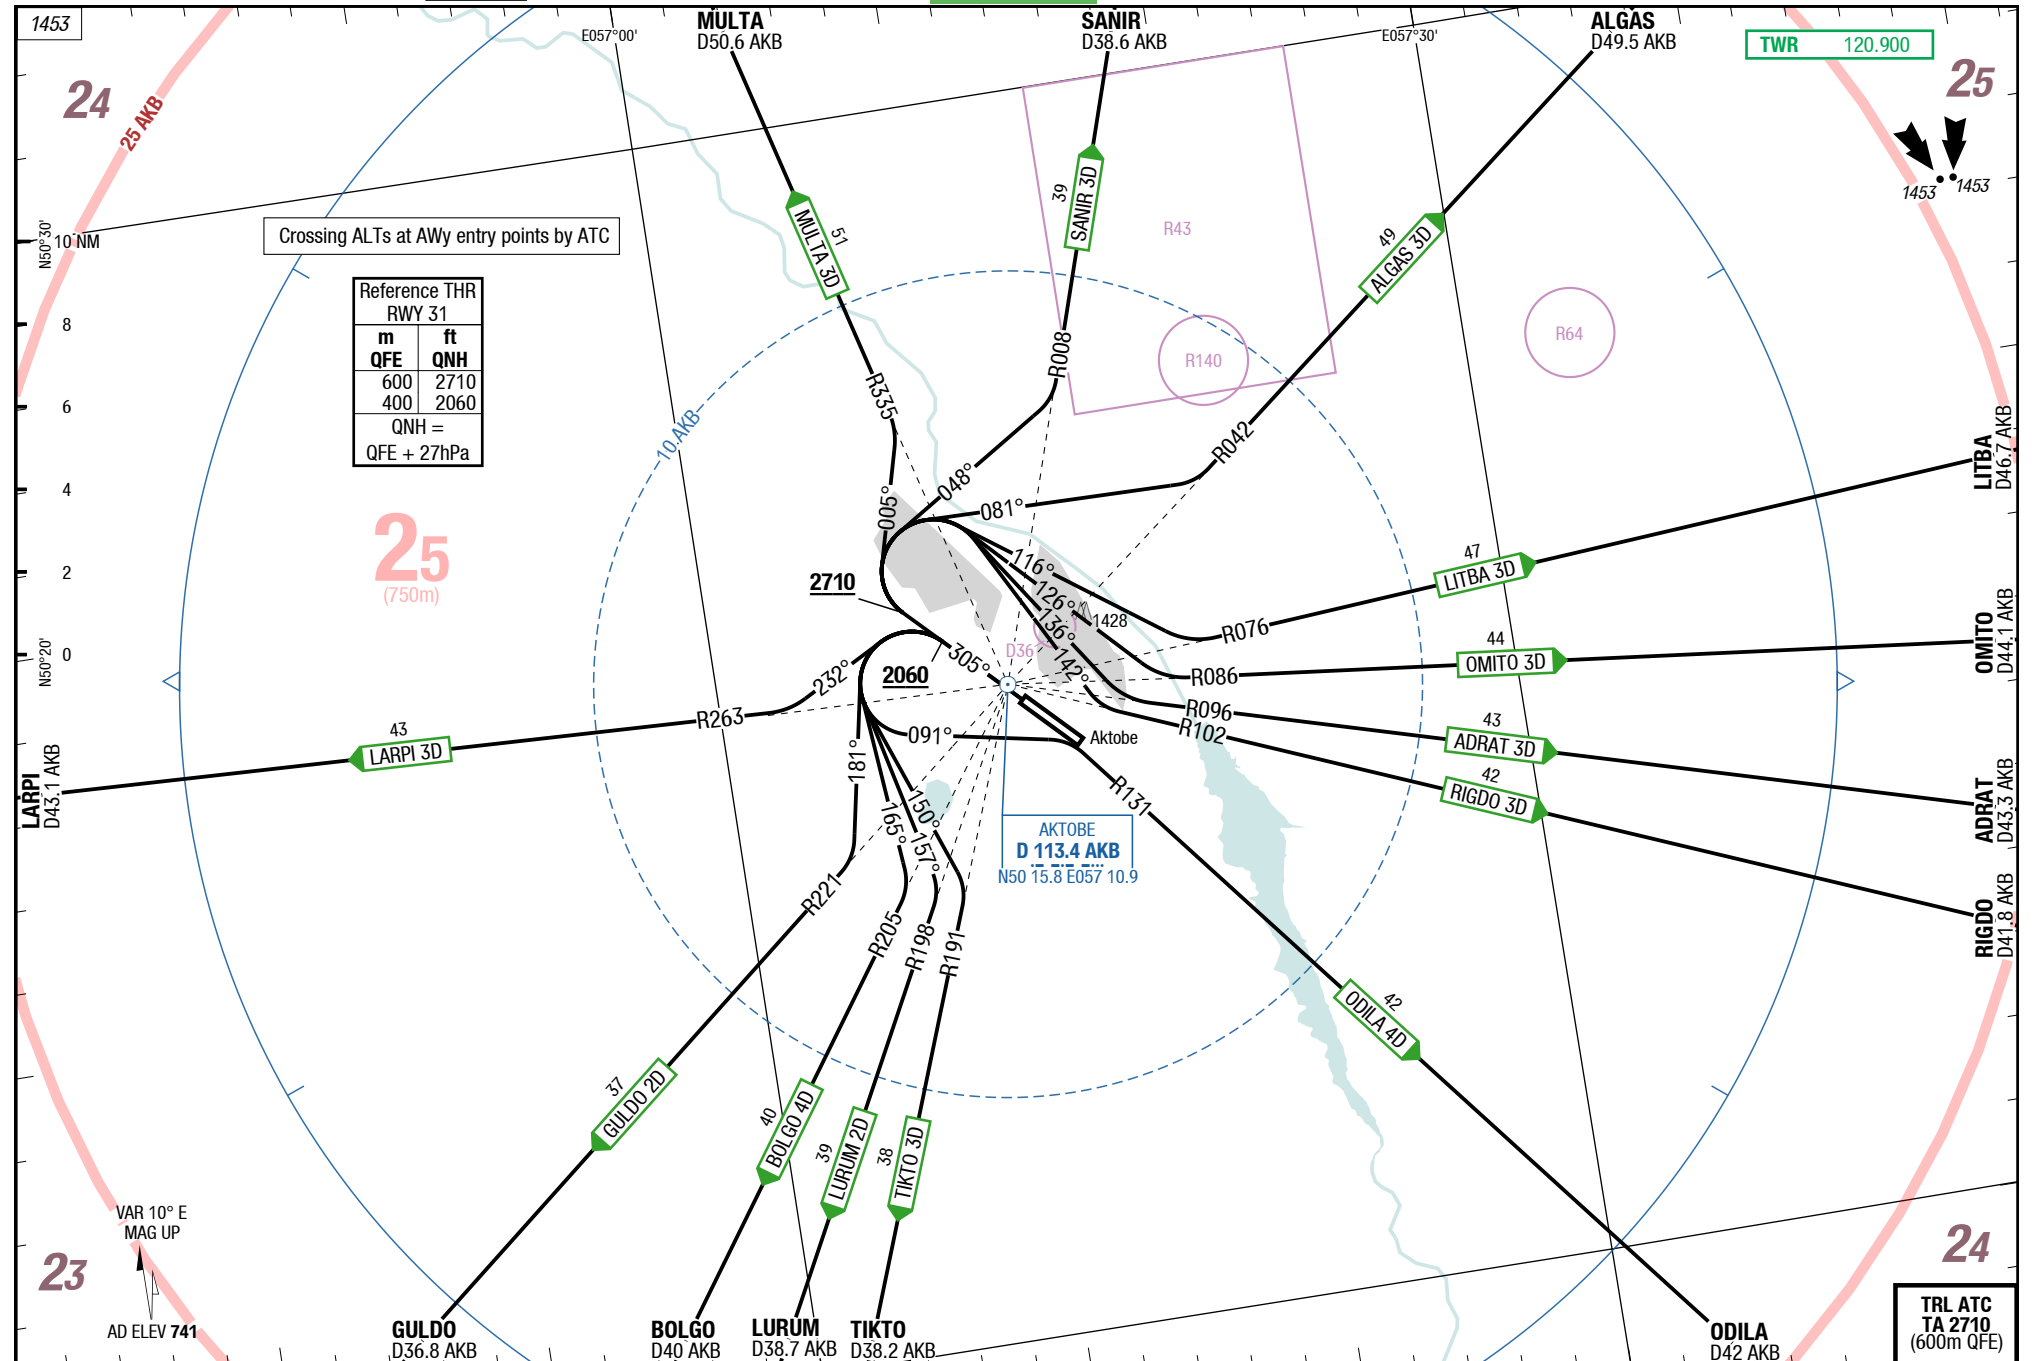 1453
MULTA
D50.6 AKB
SANIR
D38.6 AKB
ALGAS
D49.5 AKB
E057°00'
E057°30'
TWR 120.900
24
25
25 AKB
1453
1453
N50°30'
10 NM
8
6
4
2
0
N50°20'
Crossing ALTs at AWy entry points by ATC
Reference THR
RWY 31
m ft
QFE QNH
600 2710
400 2060
QNH =
QFE + 27hPa
25
(750m)
10 AKB
MULTA 3D
51
SANIR 3D
39
ALGAS 3D
49
R43
R140
R64
R335
R008
R042
005°
048°
081°
116°
126°
136°
142°
1428
D36
2710
2060
305°
232°
R263
43
LARPI 3D
LARPI
D43.1 AKB
181°
091°
165°
157°
150°
Aktobe
R076
47
LITBA 3D
LITBA
D46.7 AKB
R086
44
OMITO 3D
OMITO
D44.1 AKB
R096
43
ADRAT 3D
ADRAT
D43.3 AKB
R102
42
RIGDO 3D
RIGDO
D41.8 AKB
R131
42
ODILA 4D
AKTOBE
D 113.4 AKB
N50 15.8 E057 10.9
R221
R205
R198
R191
37
GULDO 2D
40
BOLGO 4D
39
LURUM 2D
38
TIKTO 3D
VAR 10° E
MAG UP
AD ELEV 741
23
24
GULDO
D36.8 AKB
BOLGO
D40 AKB
LURUM
D38.7 AKB
TIKTO
D38.2 AKB
ODILA
D42 AKB
TRL ATC
TA 2710
(600m QFE)